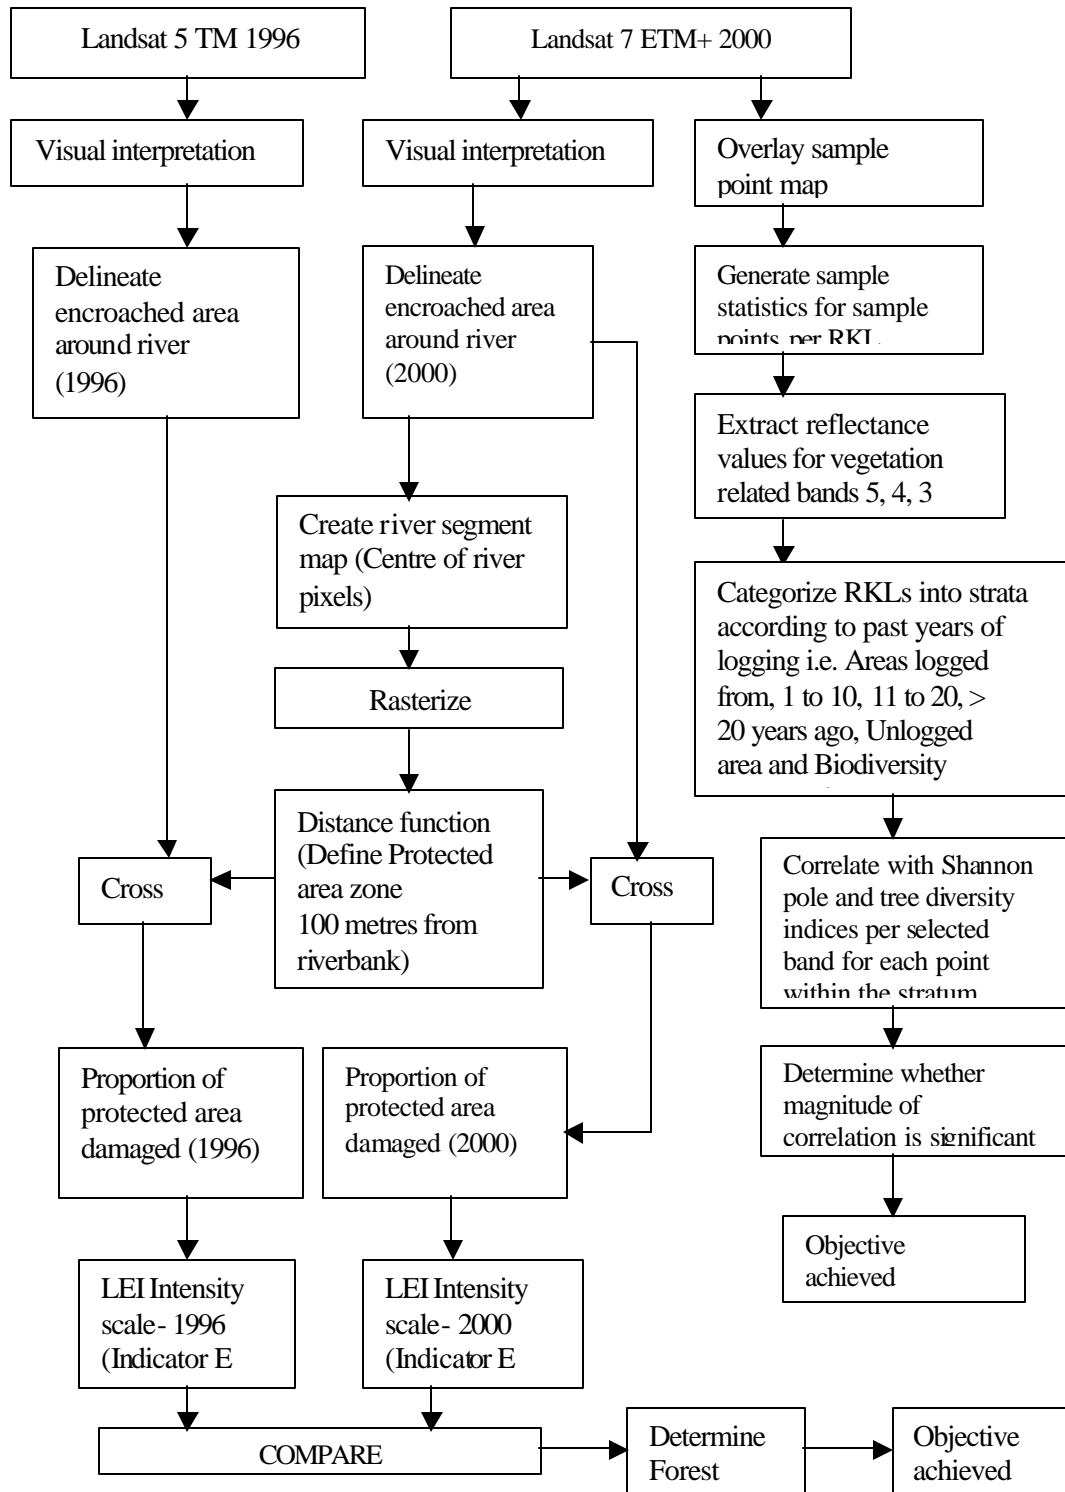 Landsat 5 TM 1996
Landsat 7 ETM+ 2000
Visual interpretation
Visual interpretation
Overlay sample
point map
Delineate
encroached area
around river
(1996)
Delineate
encroached area
around river
(2000)
Generate sample
statistics for sample
points per RKL
Extract reflectance
values for vegetation
related bands 5, 4, 3
Create river segment
map (Centre of river
pixels)
Rasterize
Categorize RKLs into strata
according to past years of
logging i.e. Areas logged
from, 1 to 10, 11 to 20, >
20 years ago, Unlogged
area and Biodiversity
Distance function
(Define Protected
area zone
100 metres from
riverbank)
Cross
Cross
Correlate with Shannon
pole and tree diversity
indices per selected
band for each point
within the stratum
Proportion of
protected area
damaged (1996)
Proportion of
protected area
damaged (2000)
Determine whether
magnitude of
correlation is significant
Objective
achieved
LEI Intensity
scale- 1996
(Indicator E
LEI Intensity
scale- 2000
(Indicator E
COMPARE
Determine
Forest
Objective
achieved